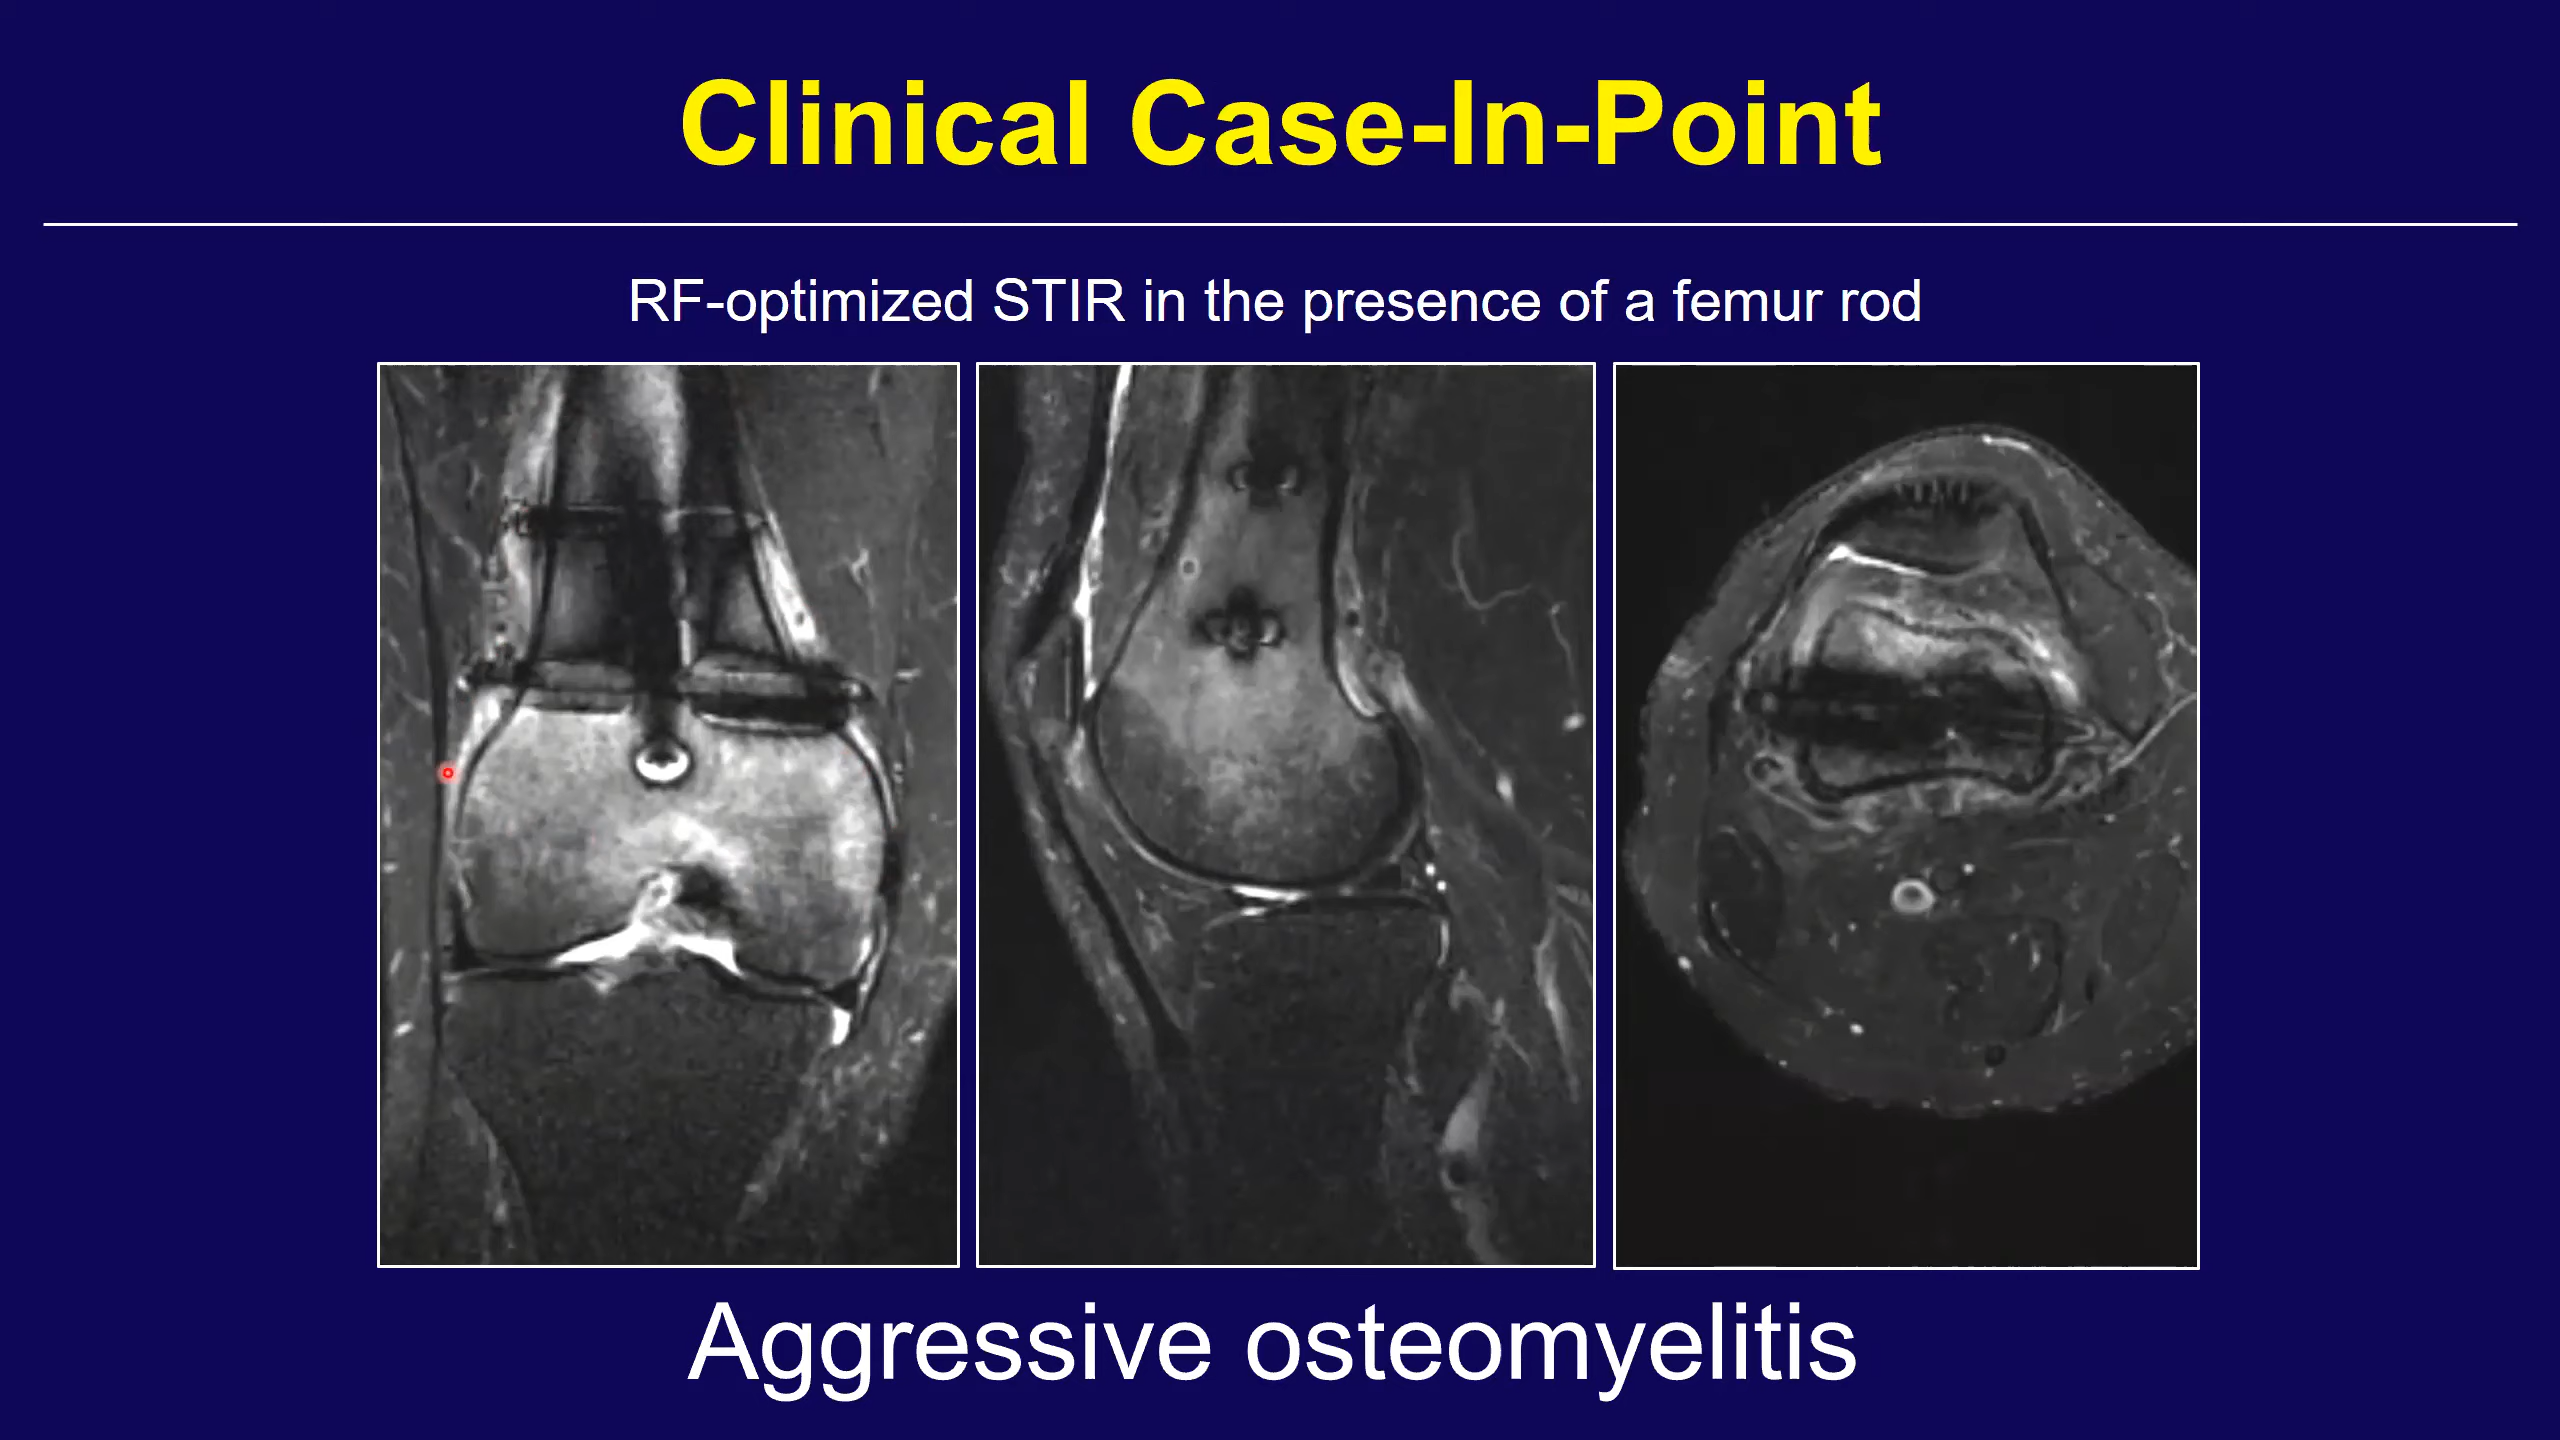 Clinical Case-In-Point
RF-optimized STIR in the presence of a femur rod
Aggressive osteomyelitis